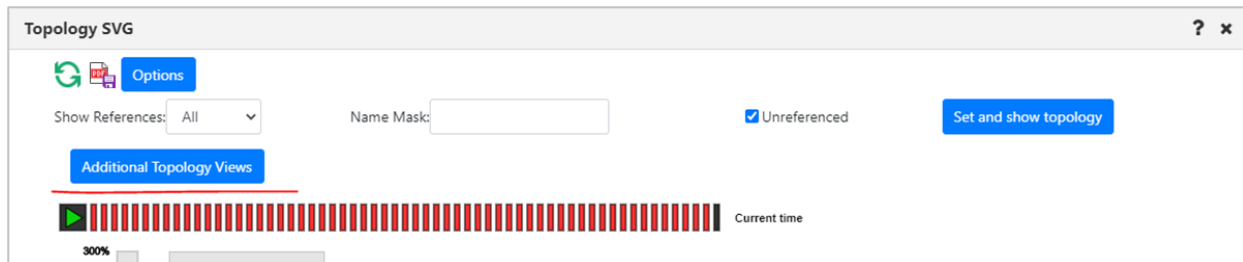 Topology SVG ? ×
PDF Options
Show References: All Name Mask: Unreferenced Set and show topology
Additional Topology Views
Current time
300%